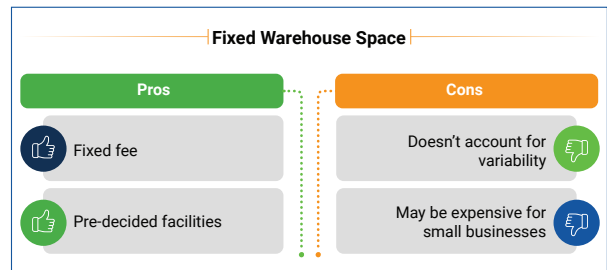 Fixed Warehouse Space
Pros
Cons
Fixed fee
Doesn't account for
variability
Pre-decided facilities
May be expensive for
small businesses